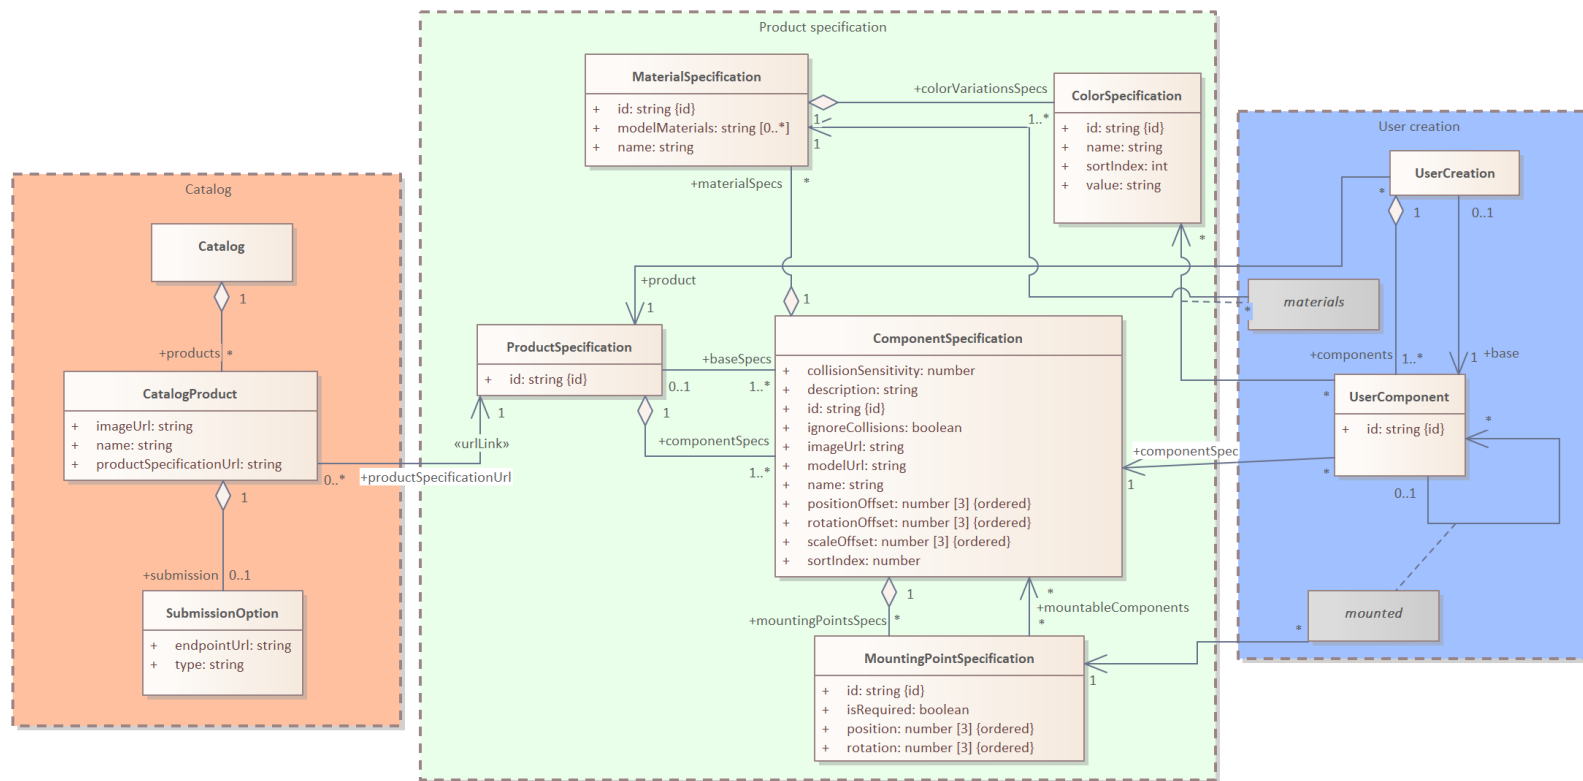 Product specification
MaterialSpecification
+ id: string {id}
+ modelMaterials: string [0..*]
+ name: string
+colorVariationsSpecs
1
1..*
1
ColorSpecification
+ id: string {id}
+ name: string
+ sortIndex: int
+ value: string
+materialSpecs
*
*
User creation
UserCreation
*
1
0..1
materials
*
+components
1..*
1
+base
UserComponent
+ id: string {id}
*
*
*
0..1
+componentSpec
1
mounted
*
Catalog
Catalog
1
+products
*
CatalogProduct
+ imageUrl: string
+ name: string
+ productSpecificationUrl: string
1
0..*
+productSpecificationUrl
«urlLink»
1
+submission
0..1
SubmissionOption
+ endpointUrl: string
+ type: string
+product
1
ProductSpecification
+ id: string {id}
+baseSpecs
0..1
1..*
1
+componentSpecs
1..*
1
ComponentSpecification
+ collisionSensitivity: number
+ description: string
+ id: string {id}
+ ignoreCollisions: boolean
+ imageUrl: string
+ modelUrl: string
+ name: string
+ positionOffset: number [3] {ordered}
+ rotationOffset: number [3] {ordered}
+ scaleOffset: number [3] {ordered}
+ sortIndex: number
1
*
+mountableComponents
+mountingPointsSpecs
*
*
MountingPointSpecification
+ id: string {id}
+ isRequired: boolean
+ position: number [3] {ordered}
+ rotation: number [3] {ordered}
1